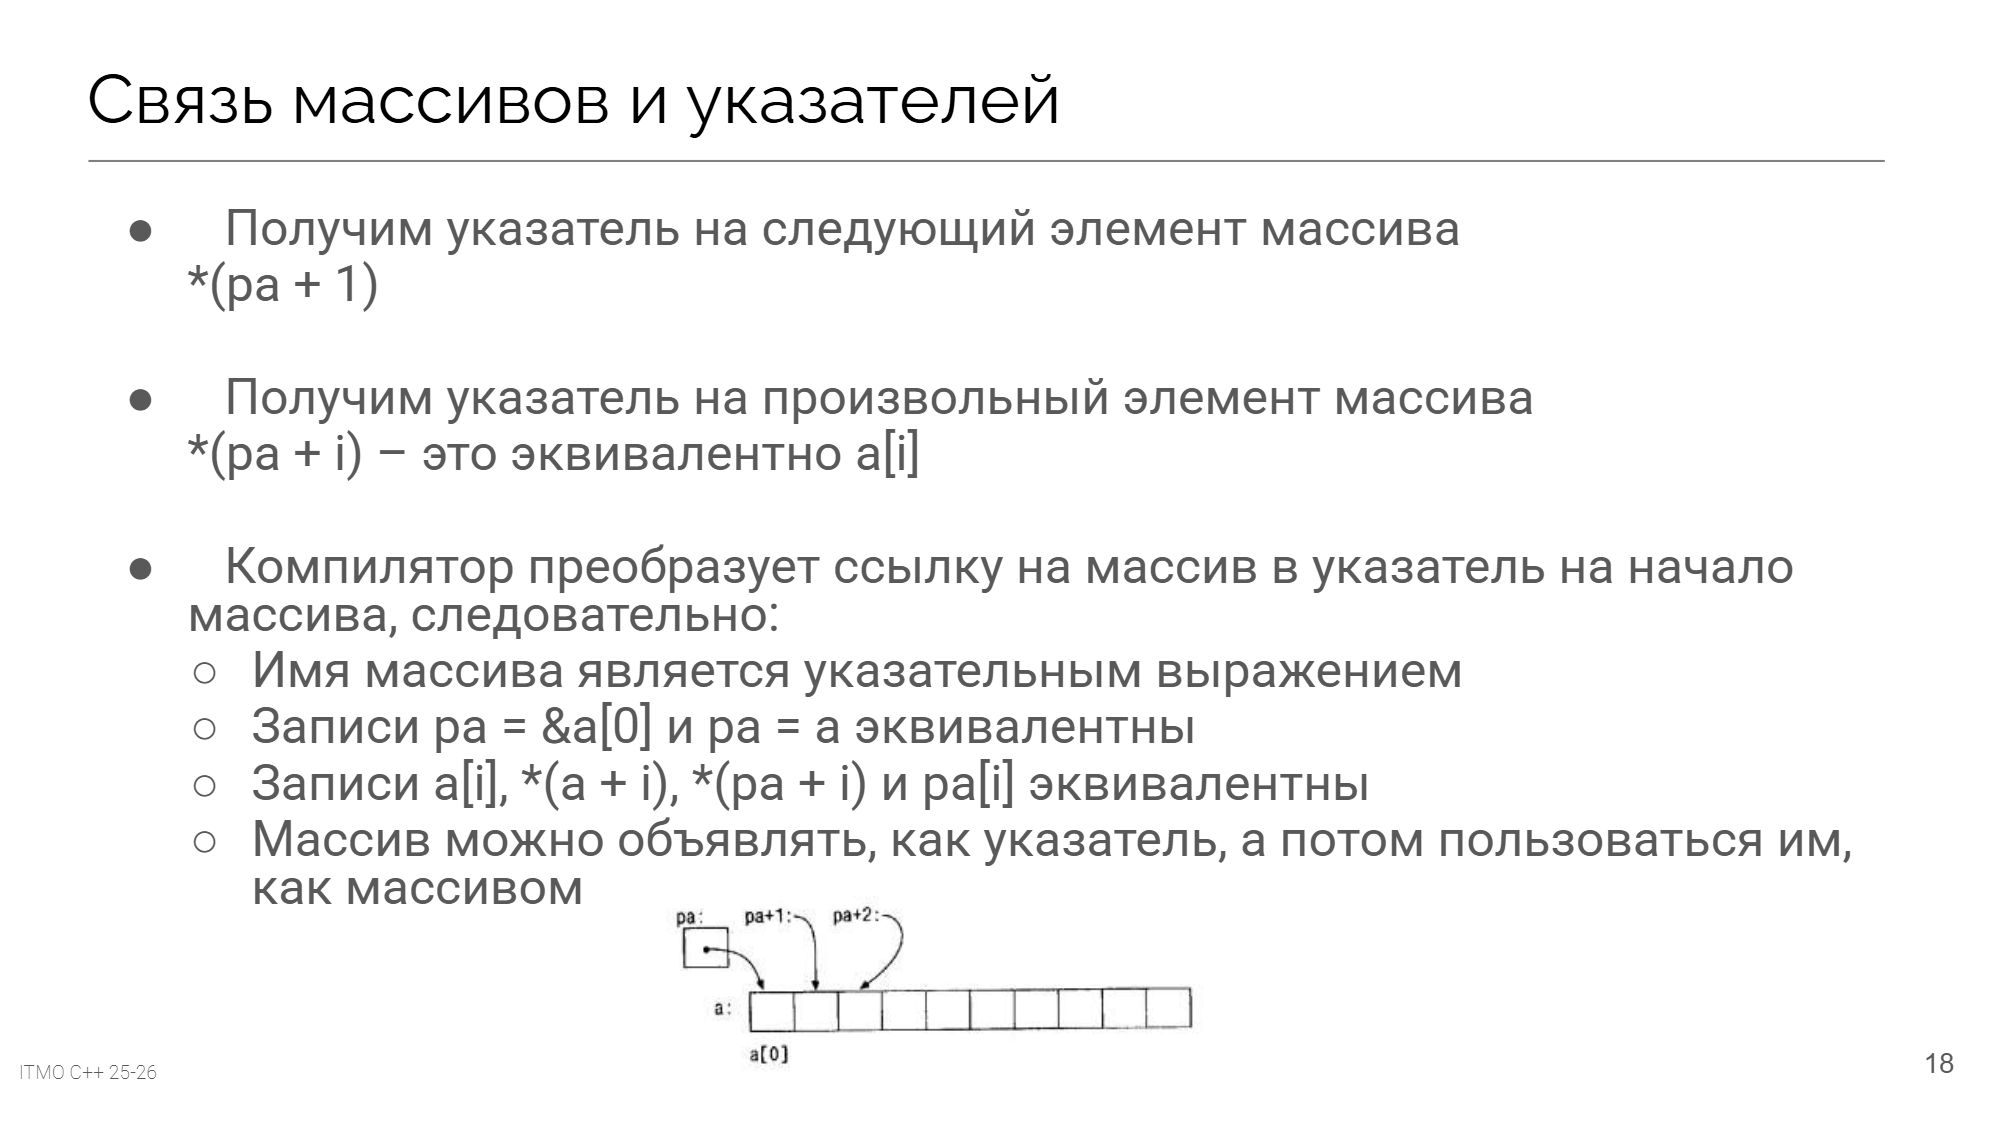 Связь массивов и указателей
● Получим указатель на следующий элемент массива
*(pa + 1)
● Получим указатель на произвольный элемент массива
*(pa + i) – это эквивалентно a[i]
● Компилятор преобразует ссылку на массив в указатель на начало
массива, следовательно:
○ Имя массива является указательным выражением
○ Записи pa = &a[0] и pa = a эквивалентны
○ Записи a[i], *(a + i), *(pa + i) и pa[i] эквивалентны
○ Массив можно объявлять, как указатель, а потом пользоваться им,
как массивом
pa: pa+1: pa+2:
a:
a[0]
ITMO C++ 25-26
18